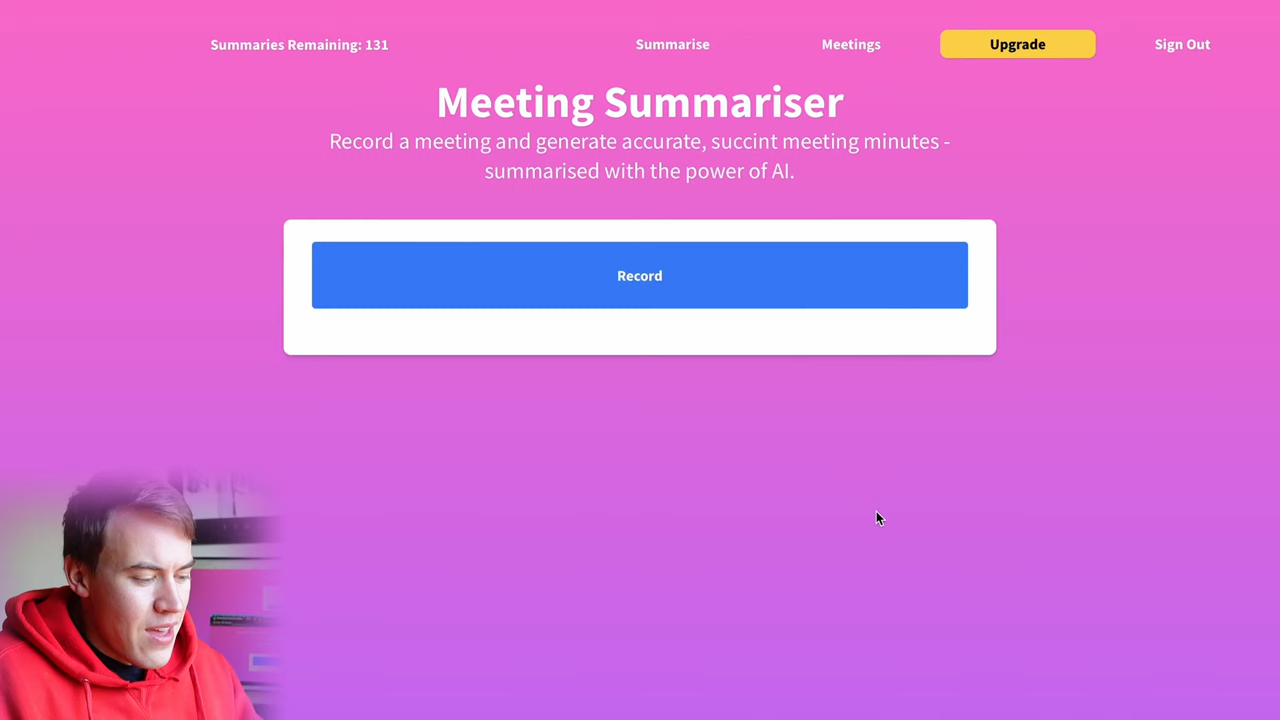 Summaries Remaining: 131
Summarise
Meetings
Upgrade
Sign Out
Meeting Summariser
Record a meeting and generate accurate, succint meeting minutes -
summarised with the power of AI.
Record